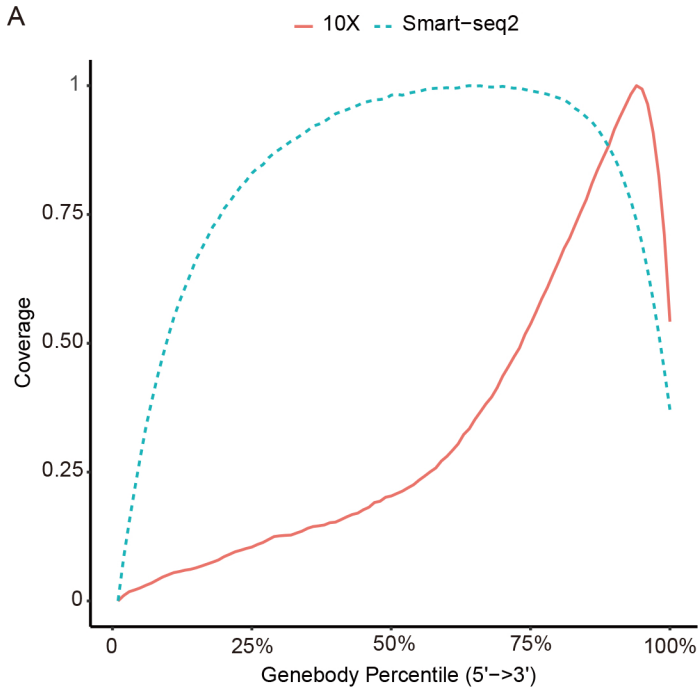 A
10X Smart−seq2
1
0.75
0.50
0.25
0
Coverage
0 25% 50% 75% 100%
Genebody Percentile (5'−>3')